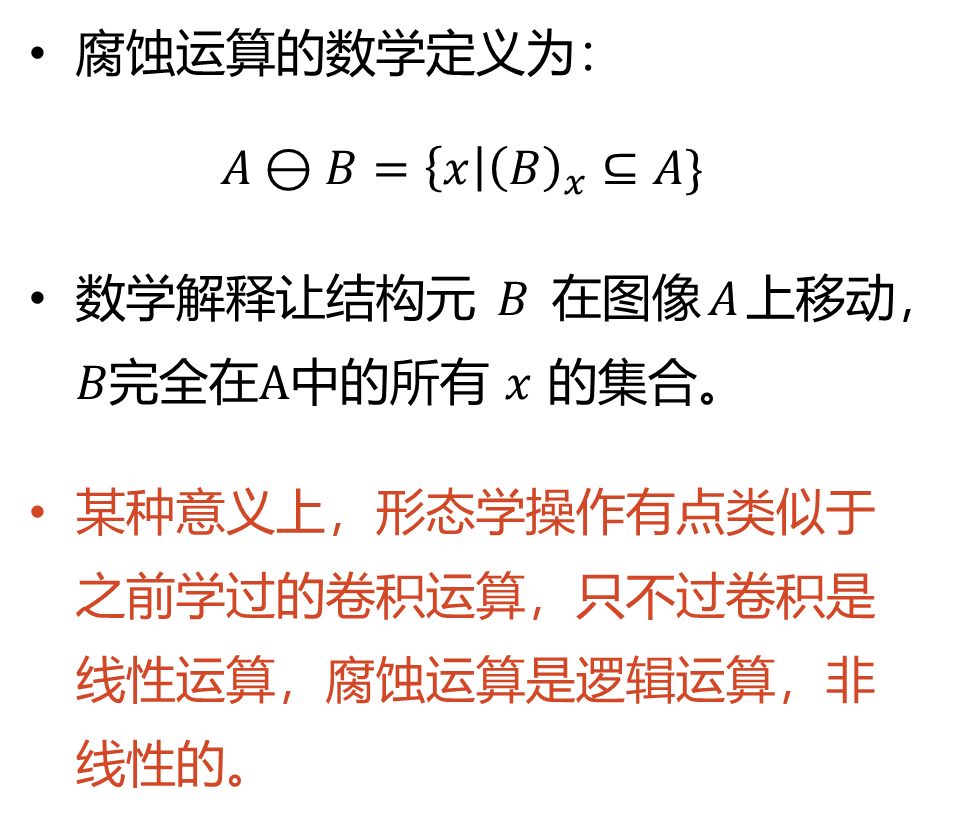 • 腐蚀运算的数学定义为：
A ⊖ B = {x|(B)ₓ ⊆ A}
• 数学解释让结构元 B 在图像A上移动，
B完全在A中的所有 x 的集合。
• 某种意义上，形态学操作有点类似于
之前学过的卷积运算，只不过卷积是
线性运算，腐蚀运算是逻辑运算，非
线性的。